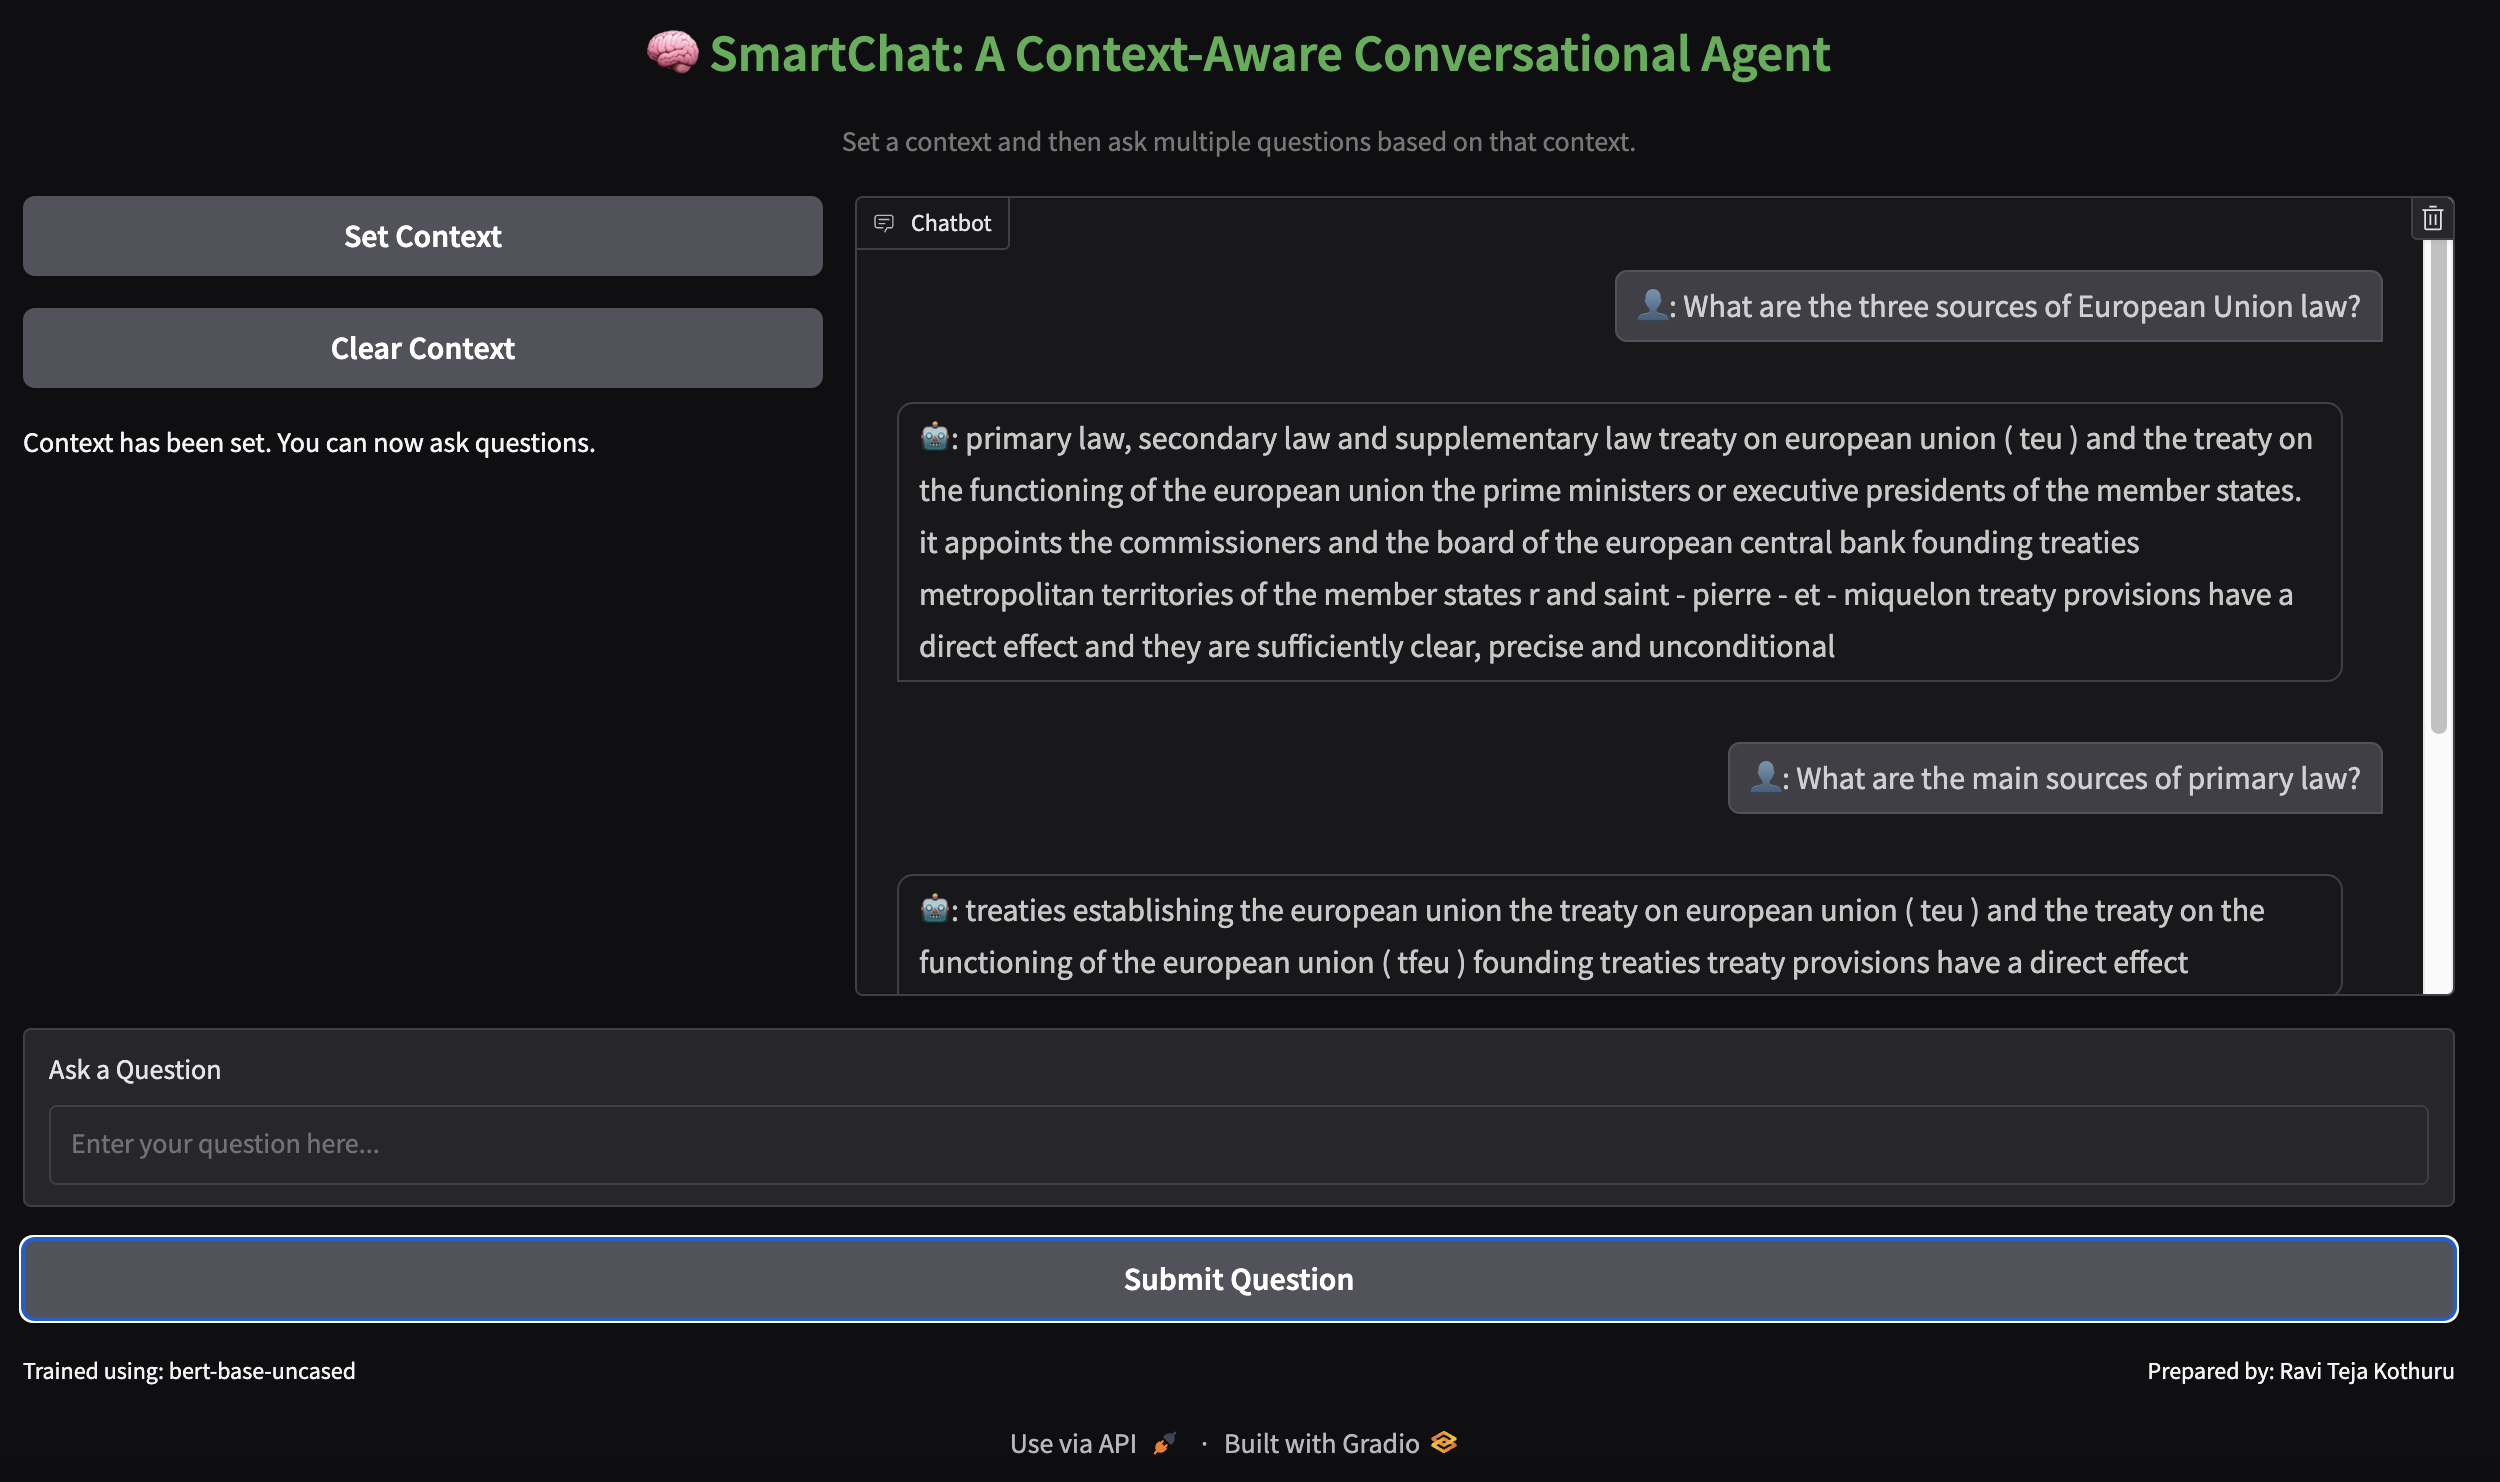 🧠 SmartChat: A Context-Aware Conversational Agent
Set a context and then ask multiple questions based on that context.
Set Context
Clear Context
Context has been set. You can now ask questions.
Chatbot
👤: What are the three sources of European Union law?
🤖: primary law, secondary law and supplementary law treaty on european union ( teu ) and the treaty on
the functioning of the european union the prime ministers or executive presidents of the member states.
it appoints the commissioners and the board of the european central bank founding treaties
metropolitan territories of the member states r and saint - pierre - et - miquelon treaty provisions have a
direct effect and they are sufficiently clear, precise and unconditional
👤: What are the main sources of primary law?
🤖: treaties establishing the european union the treaty on european union ( teu ) and the treaty on the
functioning of the european union ( tfeu ) founding treaties treaty provisions have a direct effect
Ask a Question
Enter your question here...
Submit Question
Trained using: bert-base-uncased
Prepared by: Ravi Teja Kothuru
Use via API · Built with Gradio